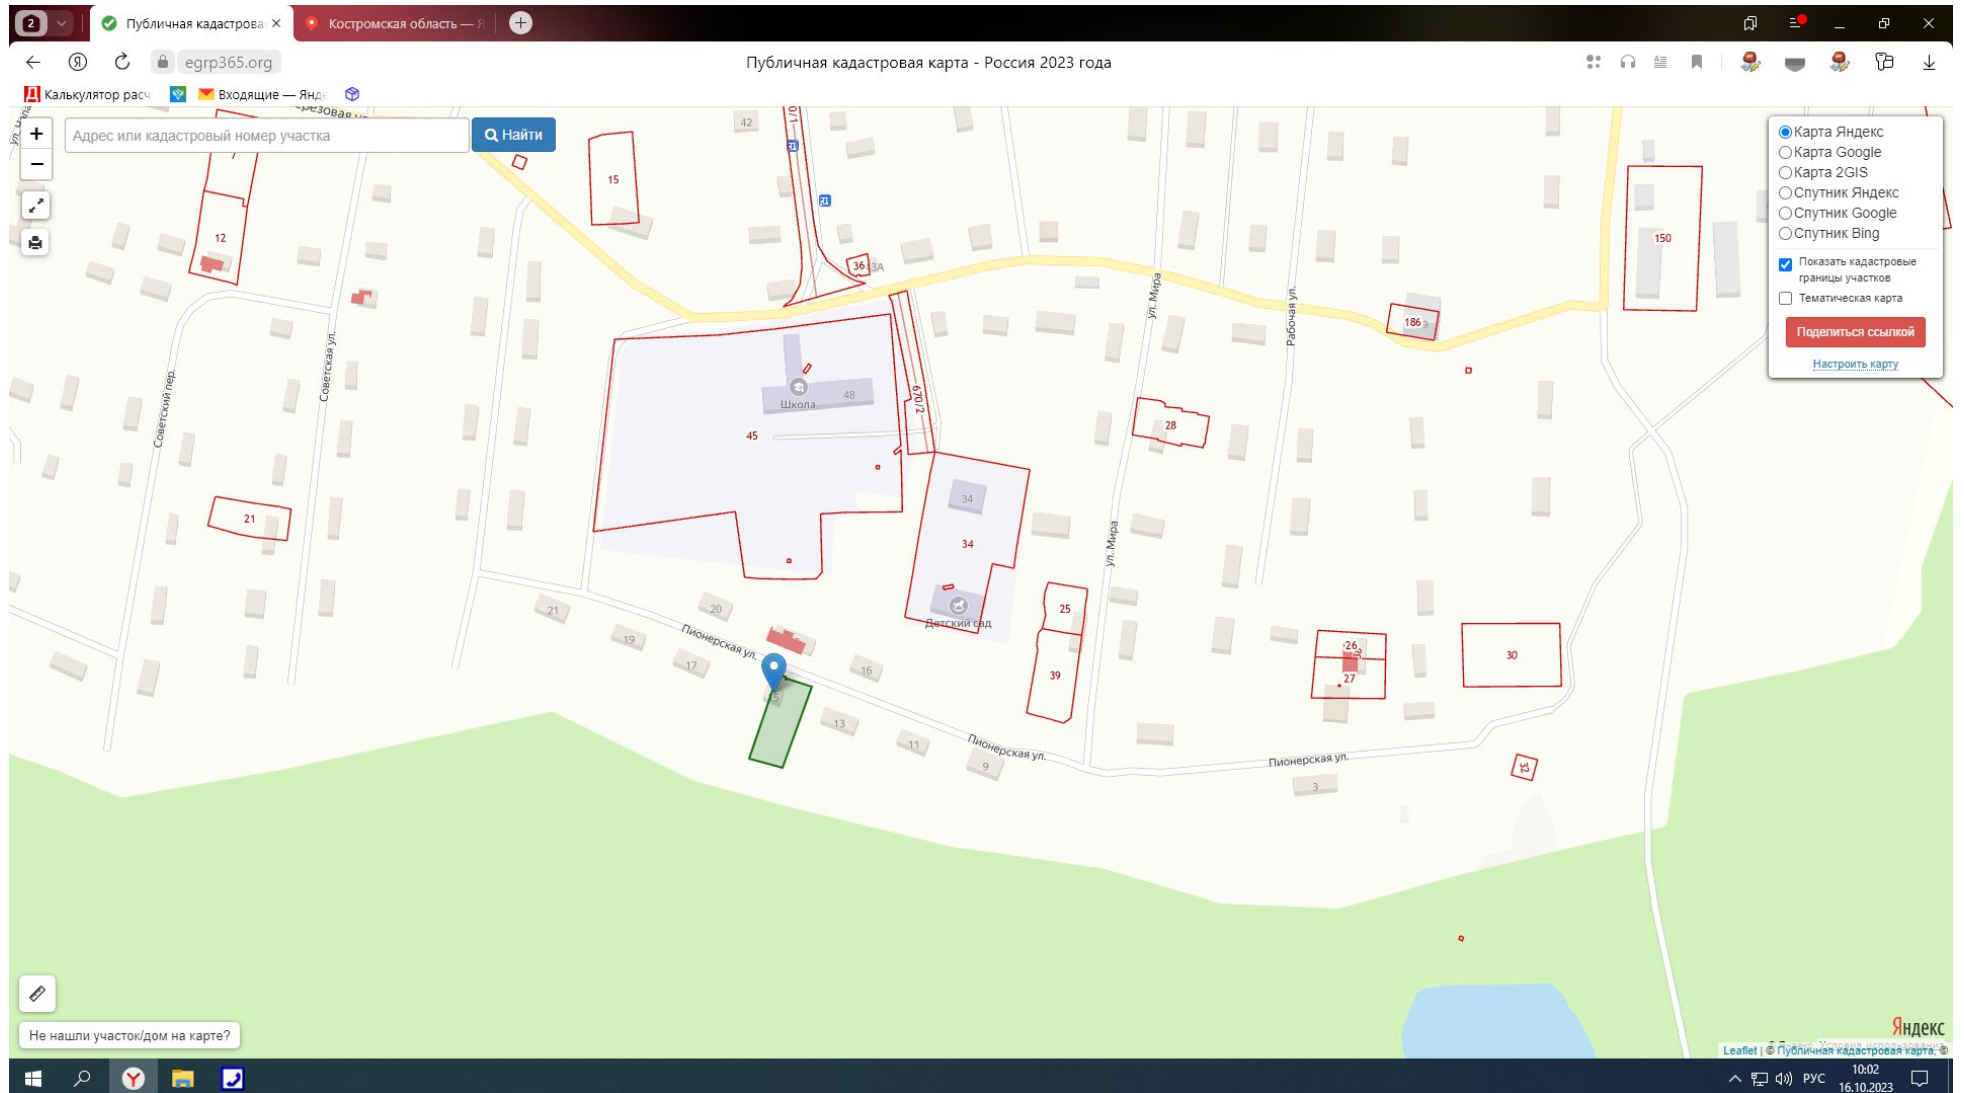 2
Публичная кадастрова
Костромская область — Я
egrp365.org
Публичная кадастровая карта - Россия 2023 года
Калькулятор расч
Входящие — Янде
Адрес или кадастровый номер участка
Найти
Карта Яндекс
Карта Google
Карта 2GIS
Спутник Яндекс
Спутник Google
Спутник Bing
Показать кадастровые
границы участков
Тематическая карта
Поделиться ссылкой
Настроить карту
42
15
7
12
36
150
186
ул. Мира
Рабочая ул.
Советская ул.
Советский пер.
Школа
48
45
670/2
28
21
34
34
Детский сад
ул. Мира
25
39
26
27
30
32
21
20
19
17
16
13
11
9
3
Пионерская ул.
Пионерская ул.
Пионерская ул.
Не нашли участок/дом на карте?
Яндекс
Leaflet | © Публичная кадастровая карта, ©
РУС
10:02
16.10.2023